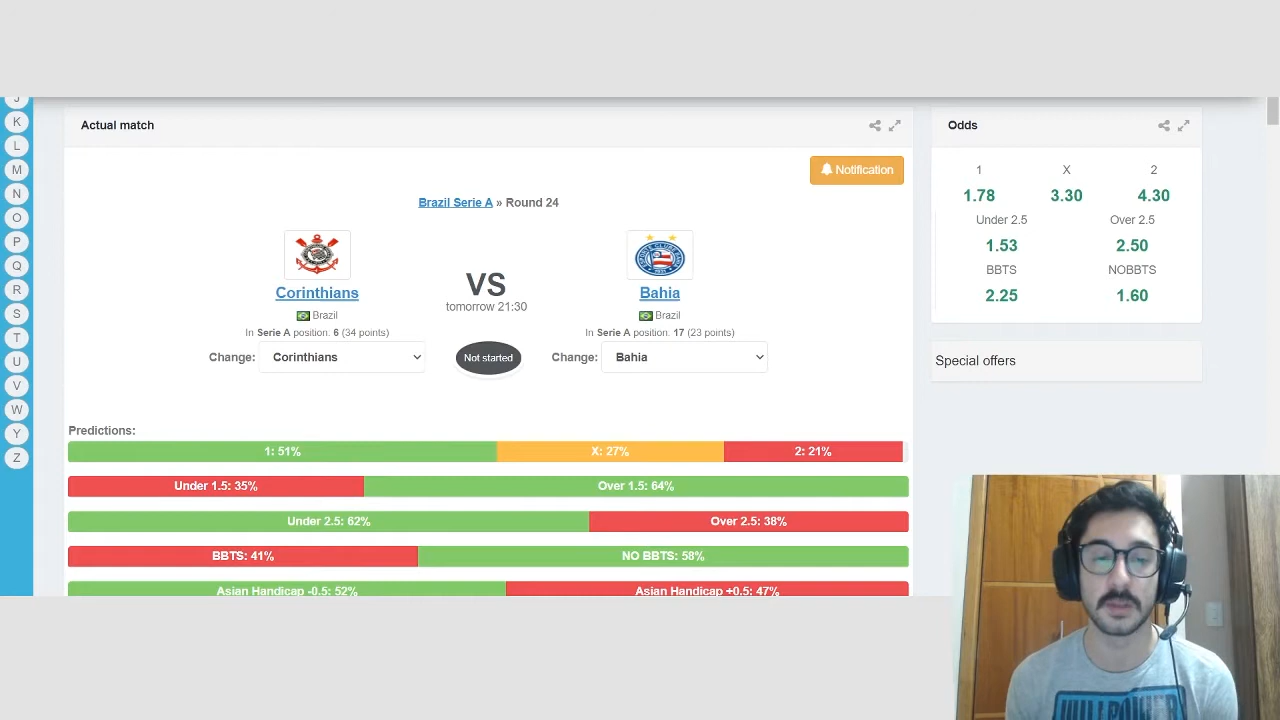 J
K
L
M
N
O
P
Q
R
S
T
U
V
W
Y
Z
Actual match
Notification
Brazil Serie A » Round 24
Corinthians
VS
Bahia
tomorrow 21:30
Brazil
Brazil
In Serie A position: 6 (34 points)
In Serie A position: 17 (23 points)
Change: Corinthians
Not started
Change: Bahia
Predictions:
1: 51% X: 27% 2: 21%
Under 1.5: 35% Over 1.5: 64%
Under 2.5: 62% Over 2.5: 38%
BBTS: 41% NO BBTS: 58%
Asian Handicap -0.5: 52% Asian Handicap +0.5: 47%
Odds
1 X 2
1.78 3.30 4.30
Under 2.5 Over 2.5
1.53 2.50
BBTS NOBBTS
2.25 1.60
Special offers
WILLPOWER